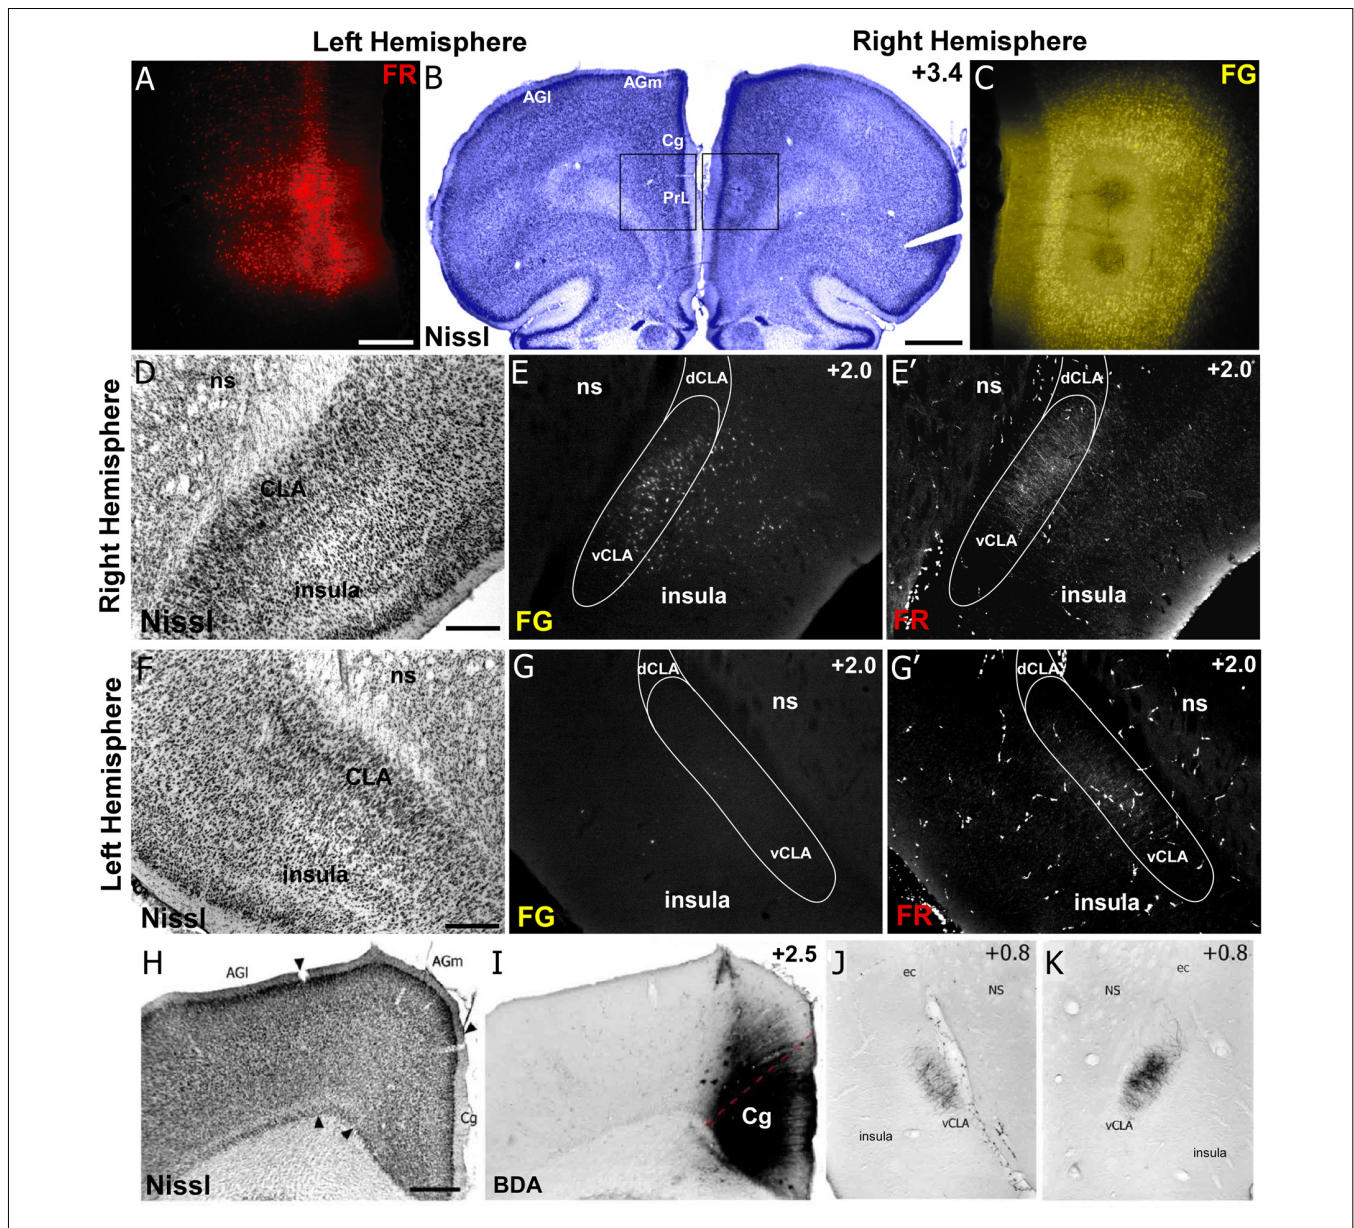 Left Hemisphere
Right Hemisphere
A
FR
B
AGl
AGm
Cg
PrL
+3.4
Nissl
C
FG
Right Hemisphere
D
ns
CLA
insula
Nissl
E
ns
dCLA
+2.0
vCLA
insula
FG
E′
ns
dCLA
+2.0
vCLA
insula
FR
Left Hemisphere
F
ns
CLA
insula
Nissl
G
dCLA
+2.0
ns
vCLA
insula
FG
G′
dCLA
+2.0
ns
vCLA
insula
FR
H
AGl
AGm
Cg
Nissl
I
+2.5
Cg
BDA
J
+0.8
ec
NS
vCLA
insula
K
+0.8
ec
NS
vCLA
insula